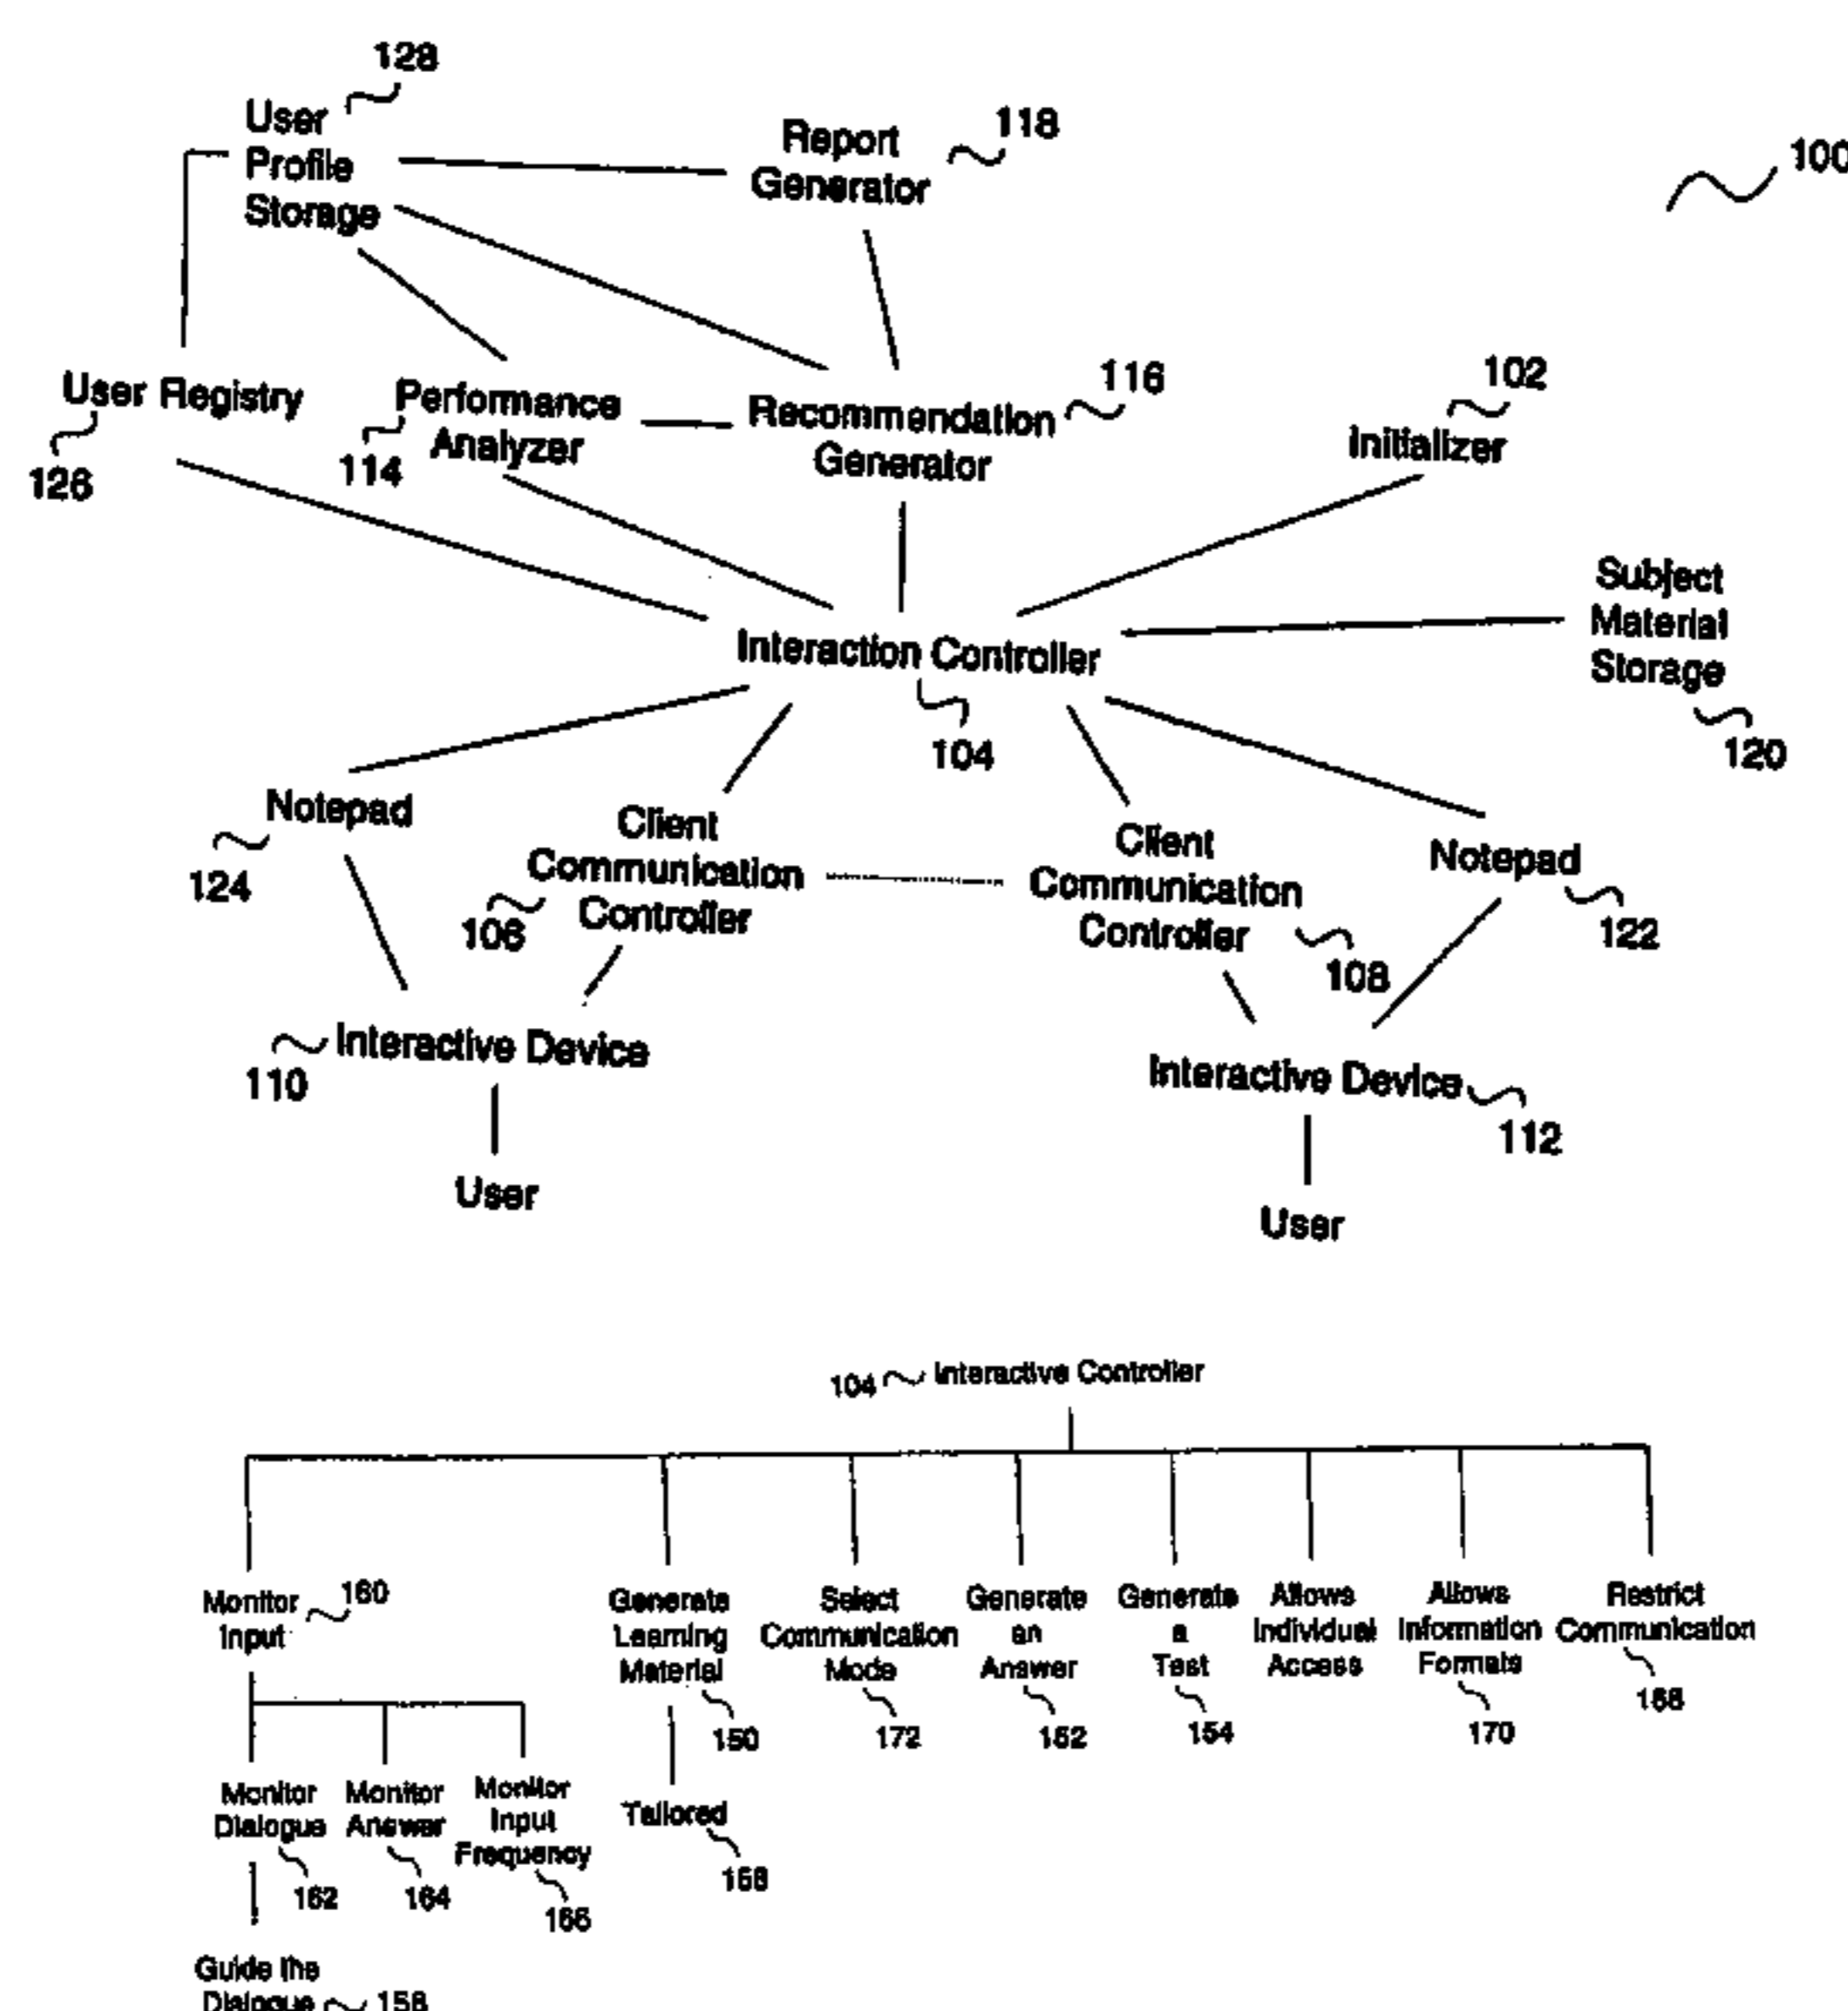 128
User
Profile
Storage
Report
Generator
118
100
User Registry
126
Performance
Analyzer
114
Recommendation
Generator
116
102
Initializer
Interaction Controller
104
Subject
Material
Storage
120
Notepad
124
Client
Communication
Controller
106
Client
Communication
Controller
108
Notepad
122
Interactive Device
110
Interactive Device
112
User
User
104
Interactive Controller
Monitor
Input
160
Generate
Learning
Material
150
Select
Communication
Mode
172
Generate
an
Answer
152
Generate
a
Test
154
Allows
Individual
Access
Allows
Information
Formats
170
Restrict
Communication
Monitor
Dialogue
162
Monitor
Answer
164
Monitor
Input
Frequency
Tailored
Guide the
Dialogue